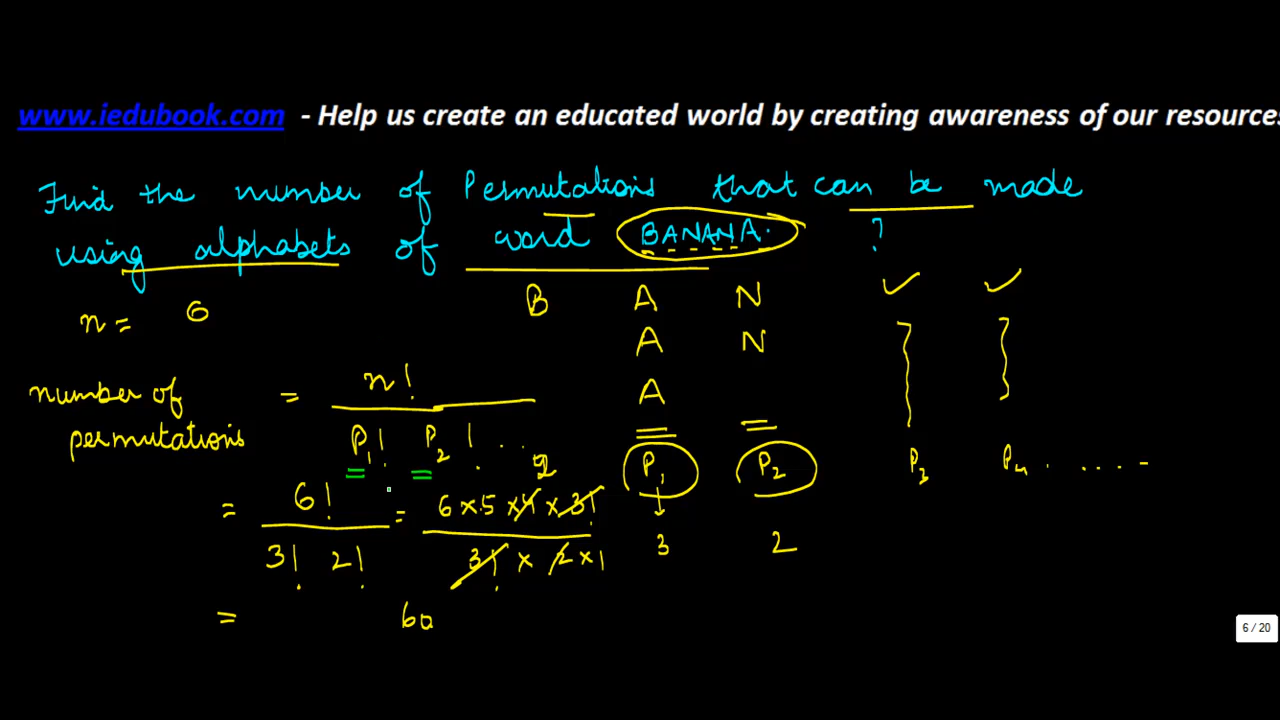 www.iedubook.com - Help us create an educated world by creating awareness of our resources
Find the number of Permutations that can be made
using alphabets of word BANANA. ?
n = 6
B A N
A N
A
number of permutations = n! / P₁! P₂! ...
P₁ P₂ P₃ P₄ . . . . .
3 2
= 6! / 3! 2! = 6 x 5 x 4 x 3! / 3! x 2 x 1
2
= 60
6 / 20